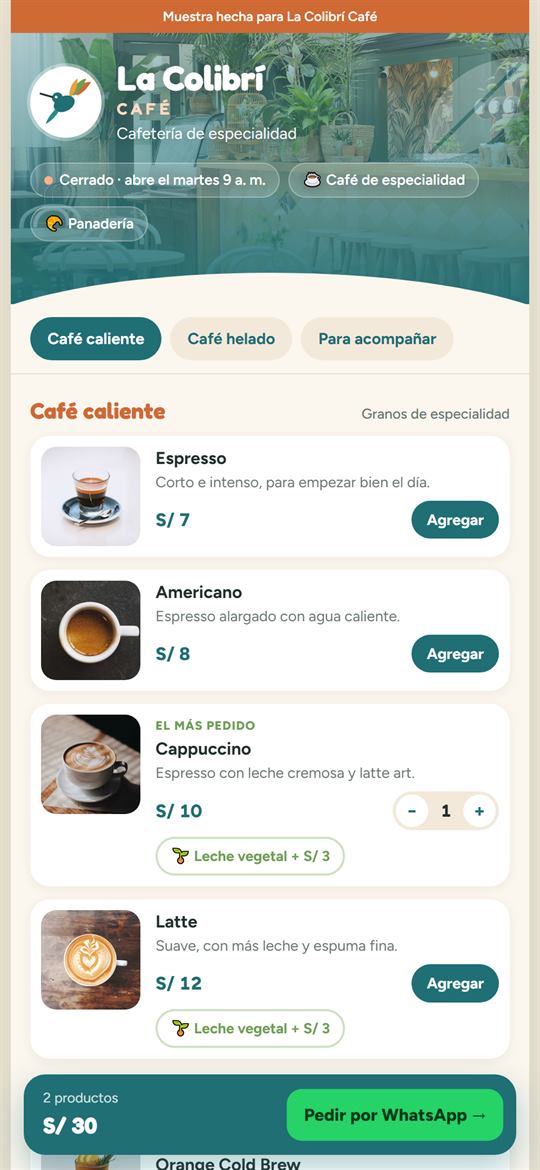 Muestra hecha para La Colibrí Café
La Colibrí
CAFÉ
Cafetería de especialidad
Cerrado · abre el martes 9 a. m.
Café de especialidad
Panadería
Café caliente
Café helado
Para acompañar
Café caliente
Granos de especialidad
Espresso
Corto e intenso, para empezar bien el día.
S/ 7
Agregar
Americano
Espresso alargado con agua caliente.
S/ 8
Agregar
EL MÁS PEDIDO
Cappuccino
Espresso con leche cremosa y latte art.
S/ 10
− 1 +
Leche vegetal + S/ 3
Latte
Suave, con más leche y espuma fina.
S/ 12
Agregar
Leche vegetal + S/ 3
2 productos
S/ 30
Pedir por WhatsApp →
Orange Cold Brew